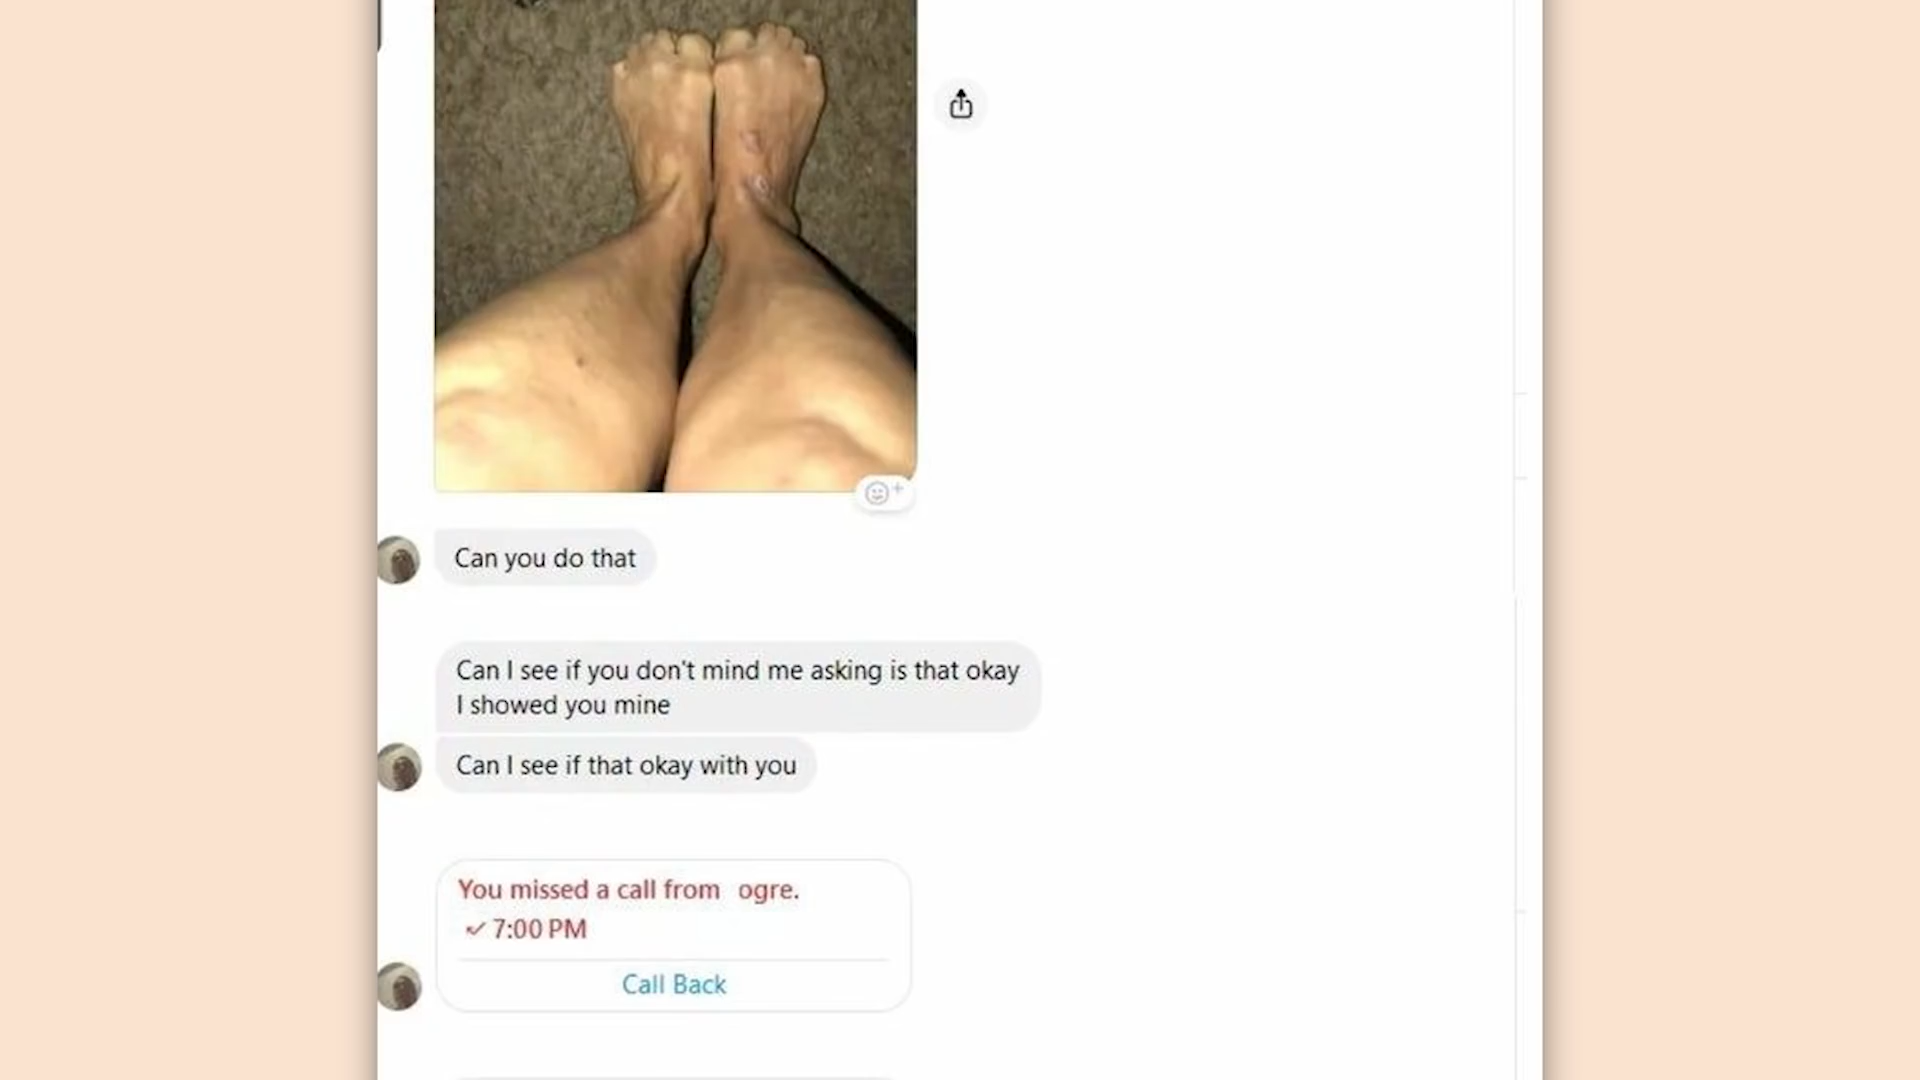 Can you do that
Can I see if you don't mind me asking is that okay
I showed you mine
Can I see if that okay with you
You missed a call from ogre.
7:00 PM
Call Back